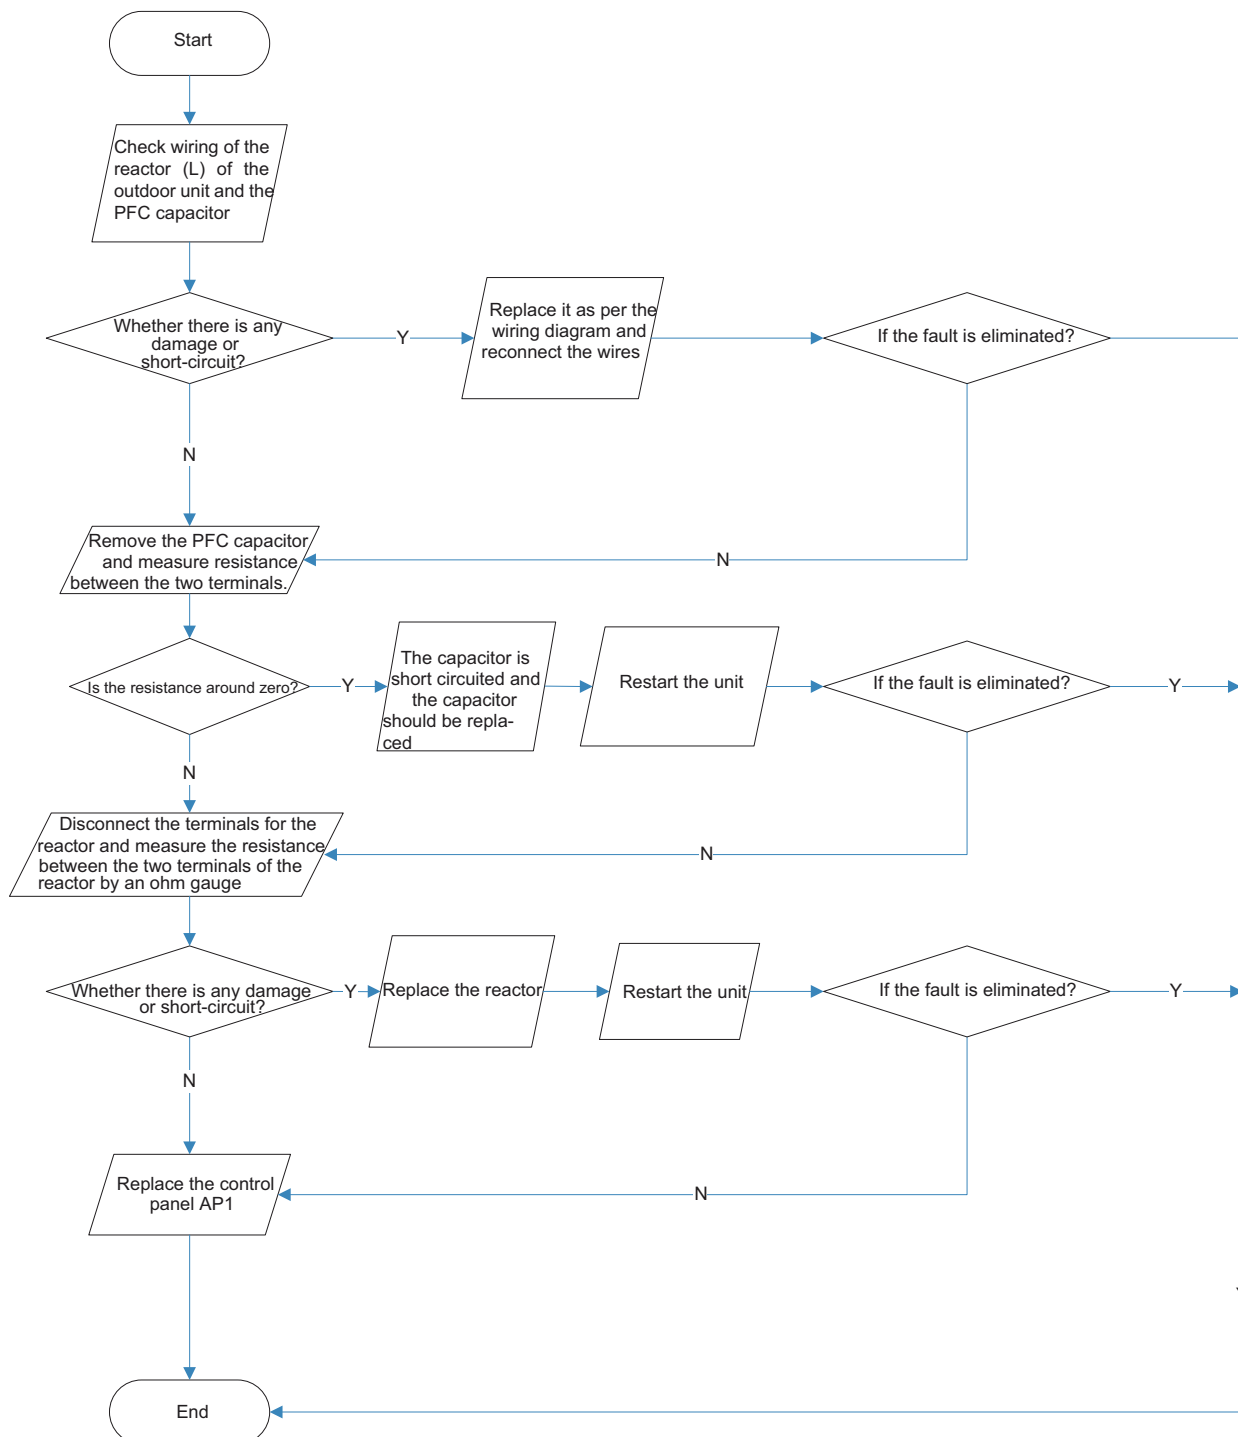 Start
Check wiring of the
reactor (L) of the
outdoor unit and the
PFC capacitor
Whether there is any
damage or
short-circuit?
Y
Replace it as per the
wiring diagram and
reconnect the wires
If the fault is eliminated?
N
Remove the PFC capacitor
and measure resistance
between the two terminals.
N
Is the resistance around zero?
Y
The capacitor is
short circuited and
the capacitor
should be repla-
ced
Restart the unit
If the fault is eliminated?
Y
N
Disconnect the terminals for the
reactor and measure the resistance
between the two terminals of the
reactor by an ohm gauge
N
Whether there is any damage
or short-circuit?
Y
Replace the reactor
Restart the unit
If the fault is eliminated?
Y
N
Replace the control
panel AP1
N
End